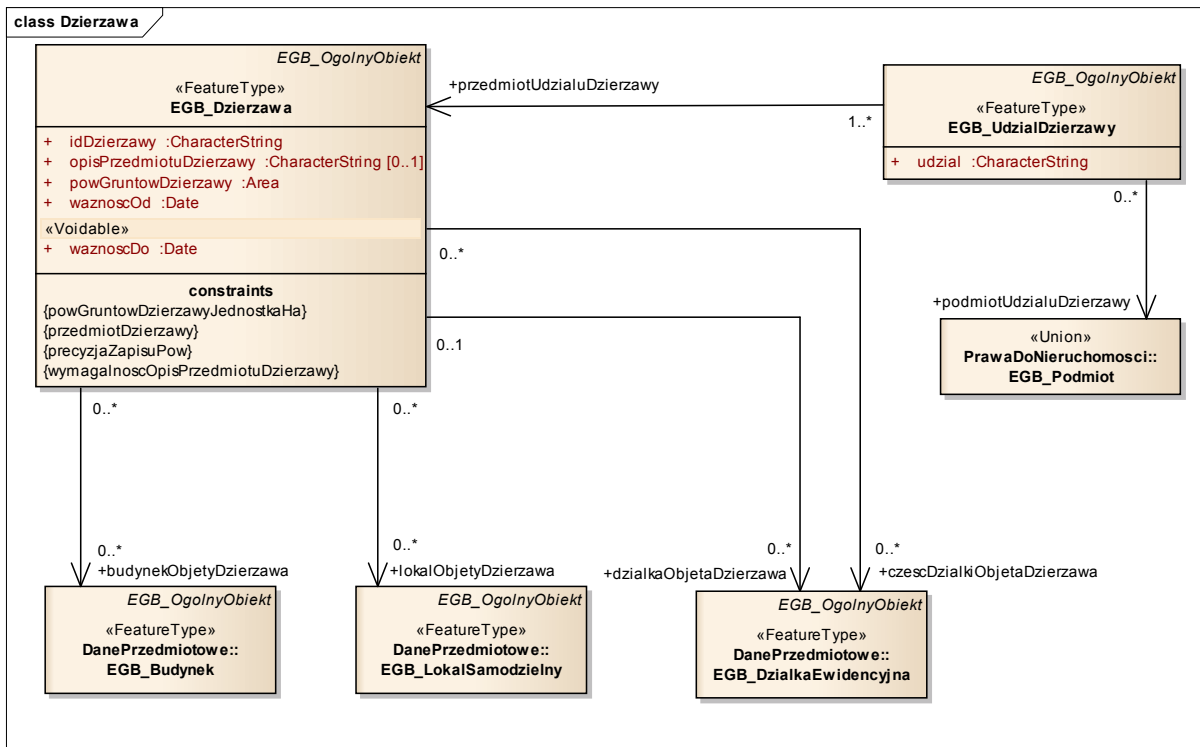 class Dzierzawa
EGB_OgolnyObiekt
«FeatureType»
EGB_Dzierzawa
+ idDzierzawy :CharacterString
+ opisPrzedmiotuDzierzawy :CharacterString [0..1]
+ powGruntowDzierzawy :Area
+ waznoscOd :Date
«Voidable»
+ waznoscDo :Date
constraints
{powGruntowDzierzawyJednostkaHa}
{przedmiotDzierzawy}
{precyzjaZapisuPow}
{wymagalnoscOpisPrzedmiotuDzierzawy}
+przedmiotUdzialuDzierzawy
1..*
EGB_OgolnyObiekt
«FeatureType»
EGB_UdzialDzierzawy
+ udzial :CharacterString
0..*
+podmiotUdzialuDzierzawy
«Union»
PrawaDoNieruchomosci::
EGB_Podmiot
0..*
0..1
0..*
0..*
0..*
+budynekObjetyDzierzawa
0..*
+lokalObjetyDzierzawa
0..*
+dzialkaObjetaDzierzawa
0..*
+czescDzialkiObjetaDzierzawa
EGB_OgolnyObiekt
«FeatureType»
DanePrzedmiotowe::
EGB_Budynek
EGB_OgolnyObiekt
«FeatureType»
DanePrzedmiotowe::
EGB_LokalSamodzielny
EGB_OgolnyObiekt
«FeatureType»
DanePrzedmiotowe::
EGB_DzialkaEwidencyjna